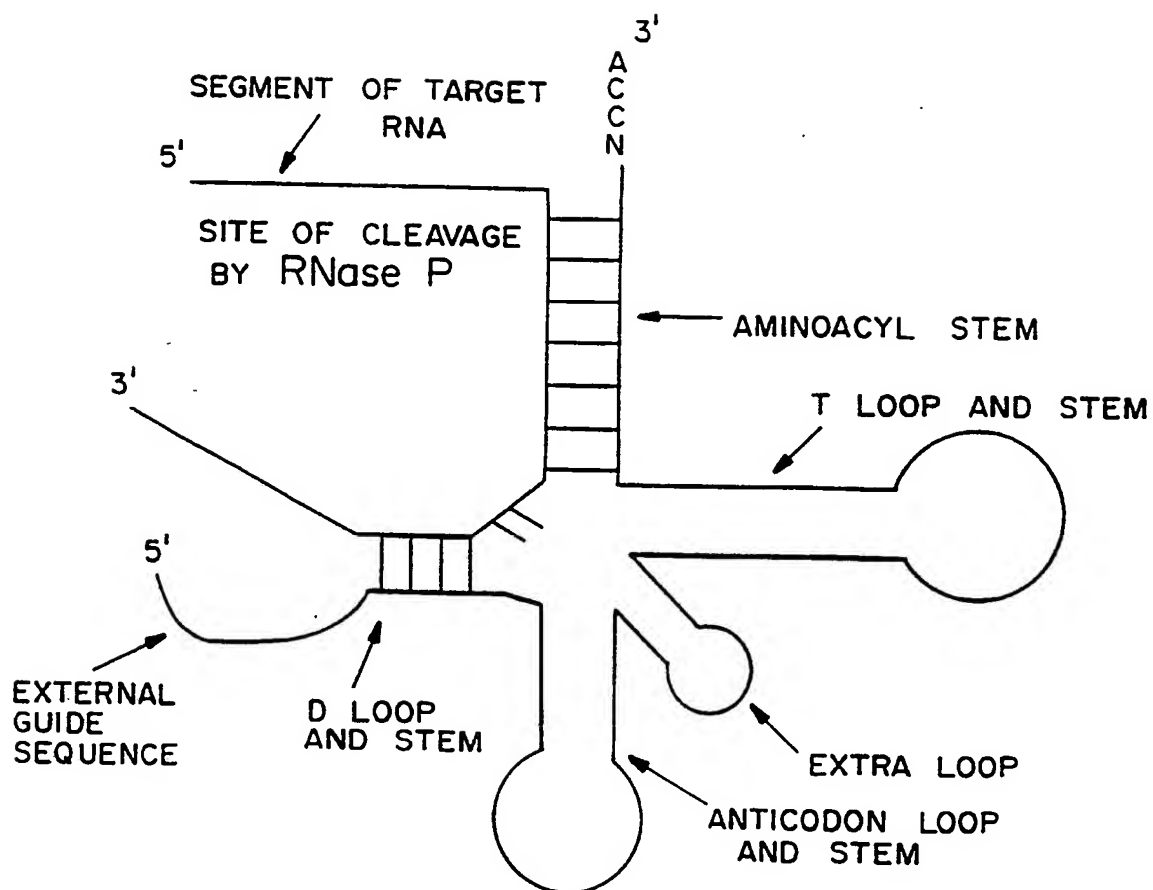 3'
A
C
C
N
SEGMENT OF TARGET
RNA
5'
SITE OF CLEAVAGE
BY RNase P
AMINOACYL STEM
3'
T LOOP AND STEM
5'
EXTERNAL
GUIDE
SEQUENCE
D LOOP
AND STEM
EXTRA LOOP
ANTICODON LOOP
AND STEM